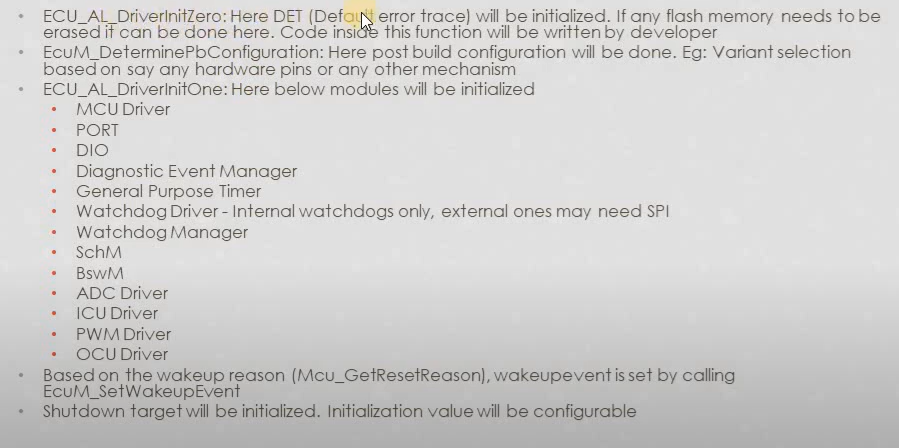 ECU_AL_DriverInitZero: Here DET (Default error trace) will be initialized. If any flash memory needs to be
erased it can be done here. Code inside this function will be written by developer
EcuM_DeterminePbConfiguration: Here post build configuration will be done. Eg: Variant selection
based on say any hardware pins or any other mechanism
ECU_AL_DriverInitOne: Here below modules will be initialized
MCU Driver
PORT
DIO
Diagnostic Event Manager
General Purpose Timer
Watchdog Driver - Internal watchdogs only, external ones may need SPI
Watchdog Manager
SchM
BswM
ADC Driver
ICU Driver
PWM Driver
OCU Driver
Based on the wakeup reason (Mcu_GetResetReason), wakeupevent is set by calling
EcuM_SetWakeupEvent
Shutdown target will be initialized. Initialization value will be configurable